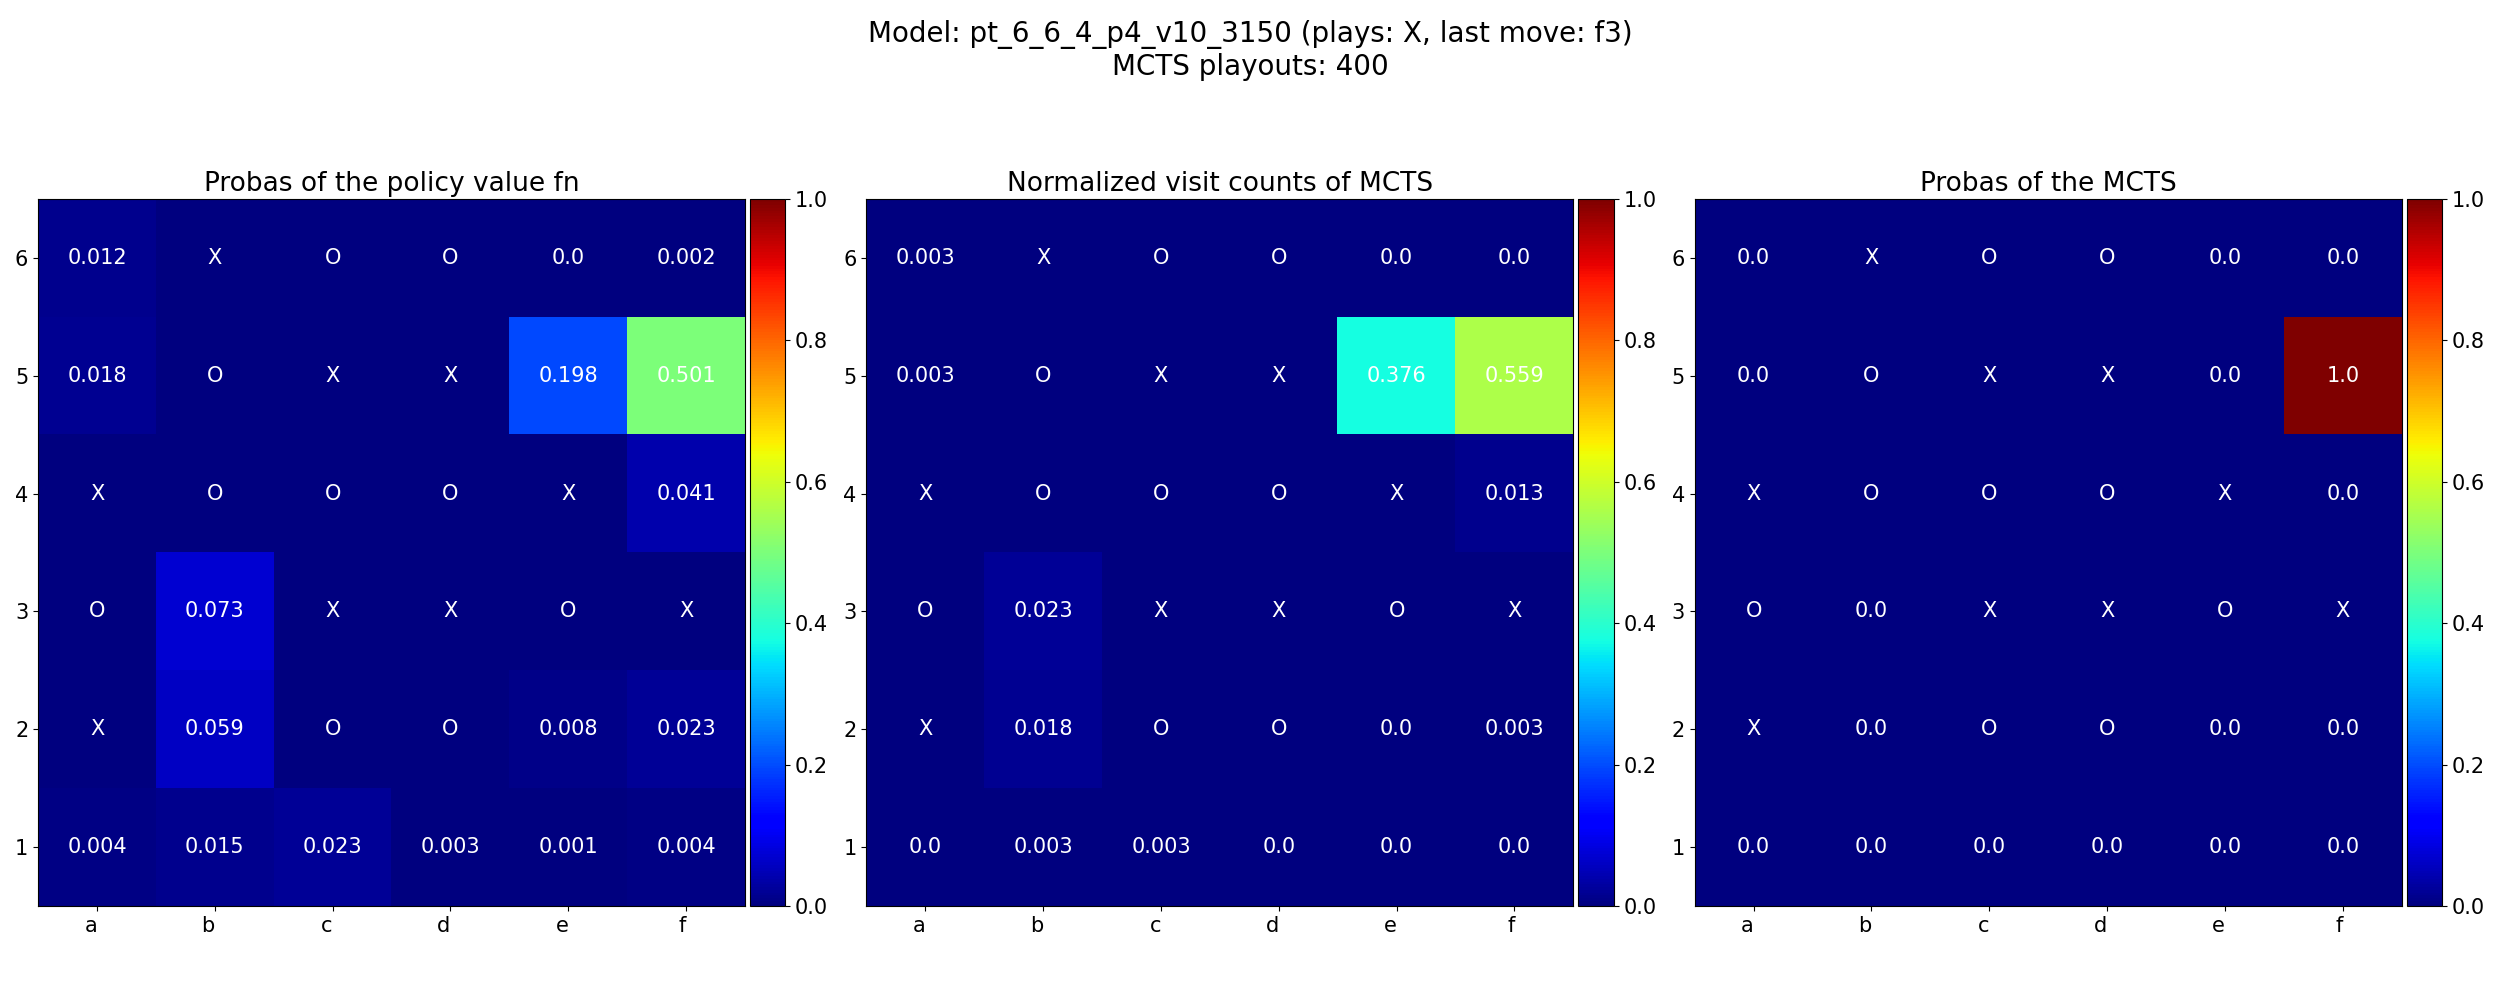 Model: pt_6_6_4_p4_v10_3150 (plays: X, last move: f3)
MCTS playouts: 400
Probas of the policy value fn
6 0.012 X O O 0.0 0.002
5 0.018 O X X 0.198 0.501
4 X O O O X 0.041
3 O 0.073 X X O X
2 X 0.059 O O 0.008 0.023
1 0.004 0.015 0.023 0.003 0.001 0.004
a b c d e f
1.0
0.8
0.6
0.4
0.2
0.0
Normalized visit counts of MCTS
6 0.003 X O O 0.0 0.0
5 0.003 O X X 0.376 0.559
4 X O O O X 0.013
3 O 0.023 X X O X
2 X 0.018 O O 0.0 0.003
1 0.0 0.003 0.003 0.0 0.0 0.0
a b c d e f
1.0
0.8
0.6
0.4
0.2
0.0
Probas of the MCTS
6 0.0 X O O 0.0 0.0
5 0.0 O X X 0.0 1.0
4 X O O O X 0.0
3 O 0.0 X X O X
2 X 0.0 O O 0.0 0.0
1 0.0 0.0 0.0 0.0 0.0 0.0
a b c d e f
1.0
0.8
0.6
0.4
0.2
0.0